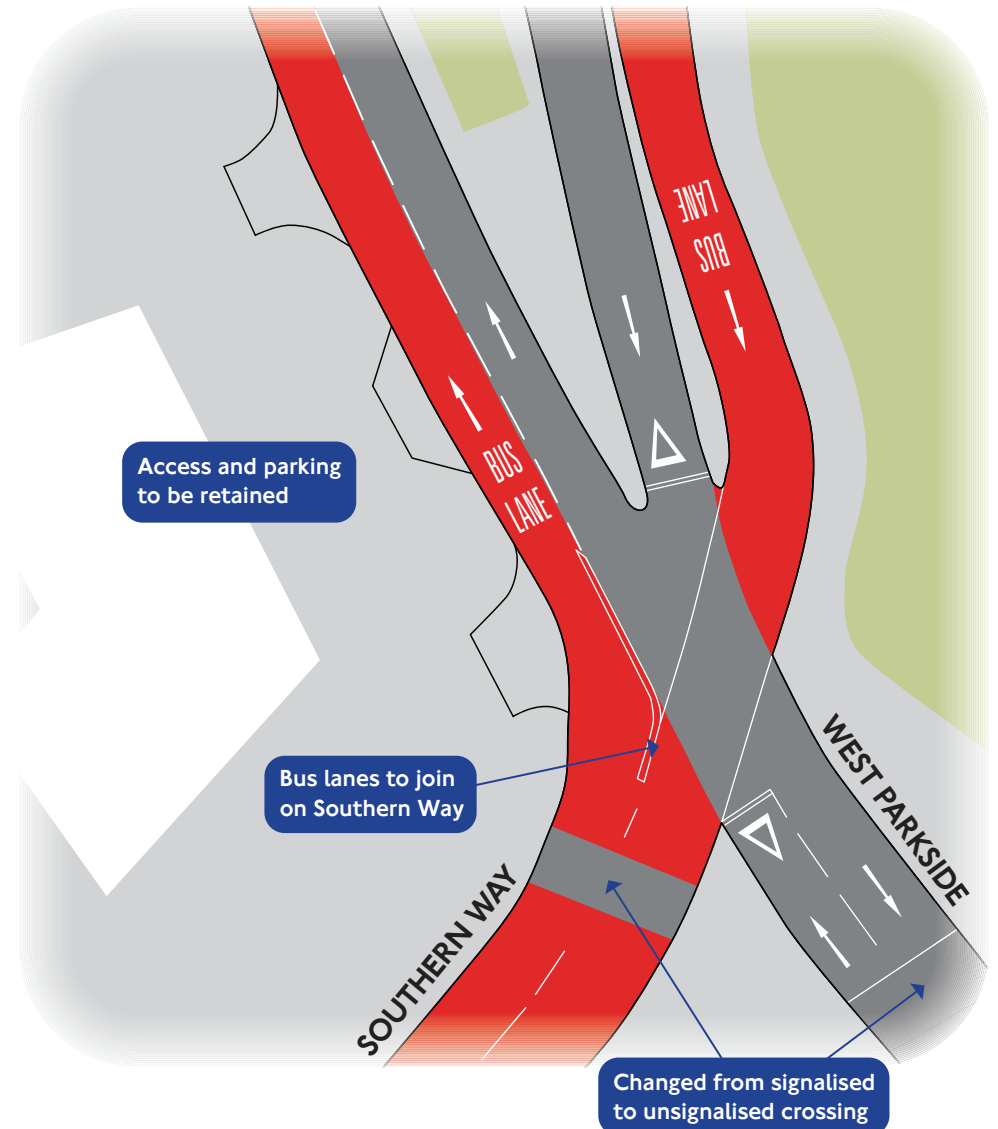 BUS
LANE
BUS
LANE
Access and parking
to be retained
Bus lanes to join
on Southern Way
WEST PARKSIDE
SOUTHERN WAY
Changed from signalised
to unsignalised crossing